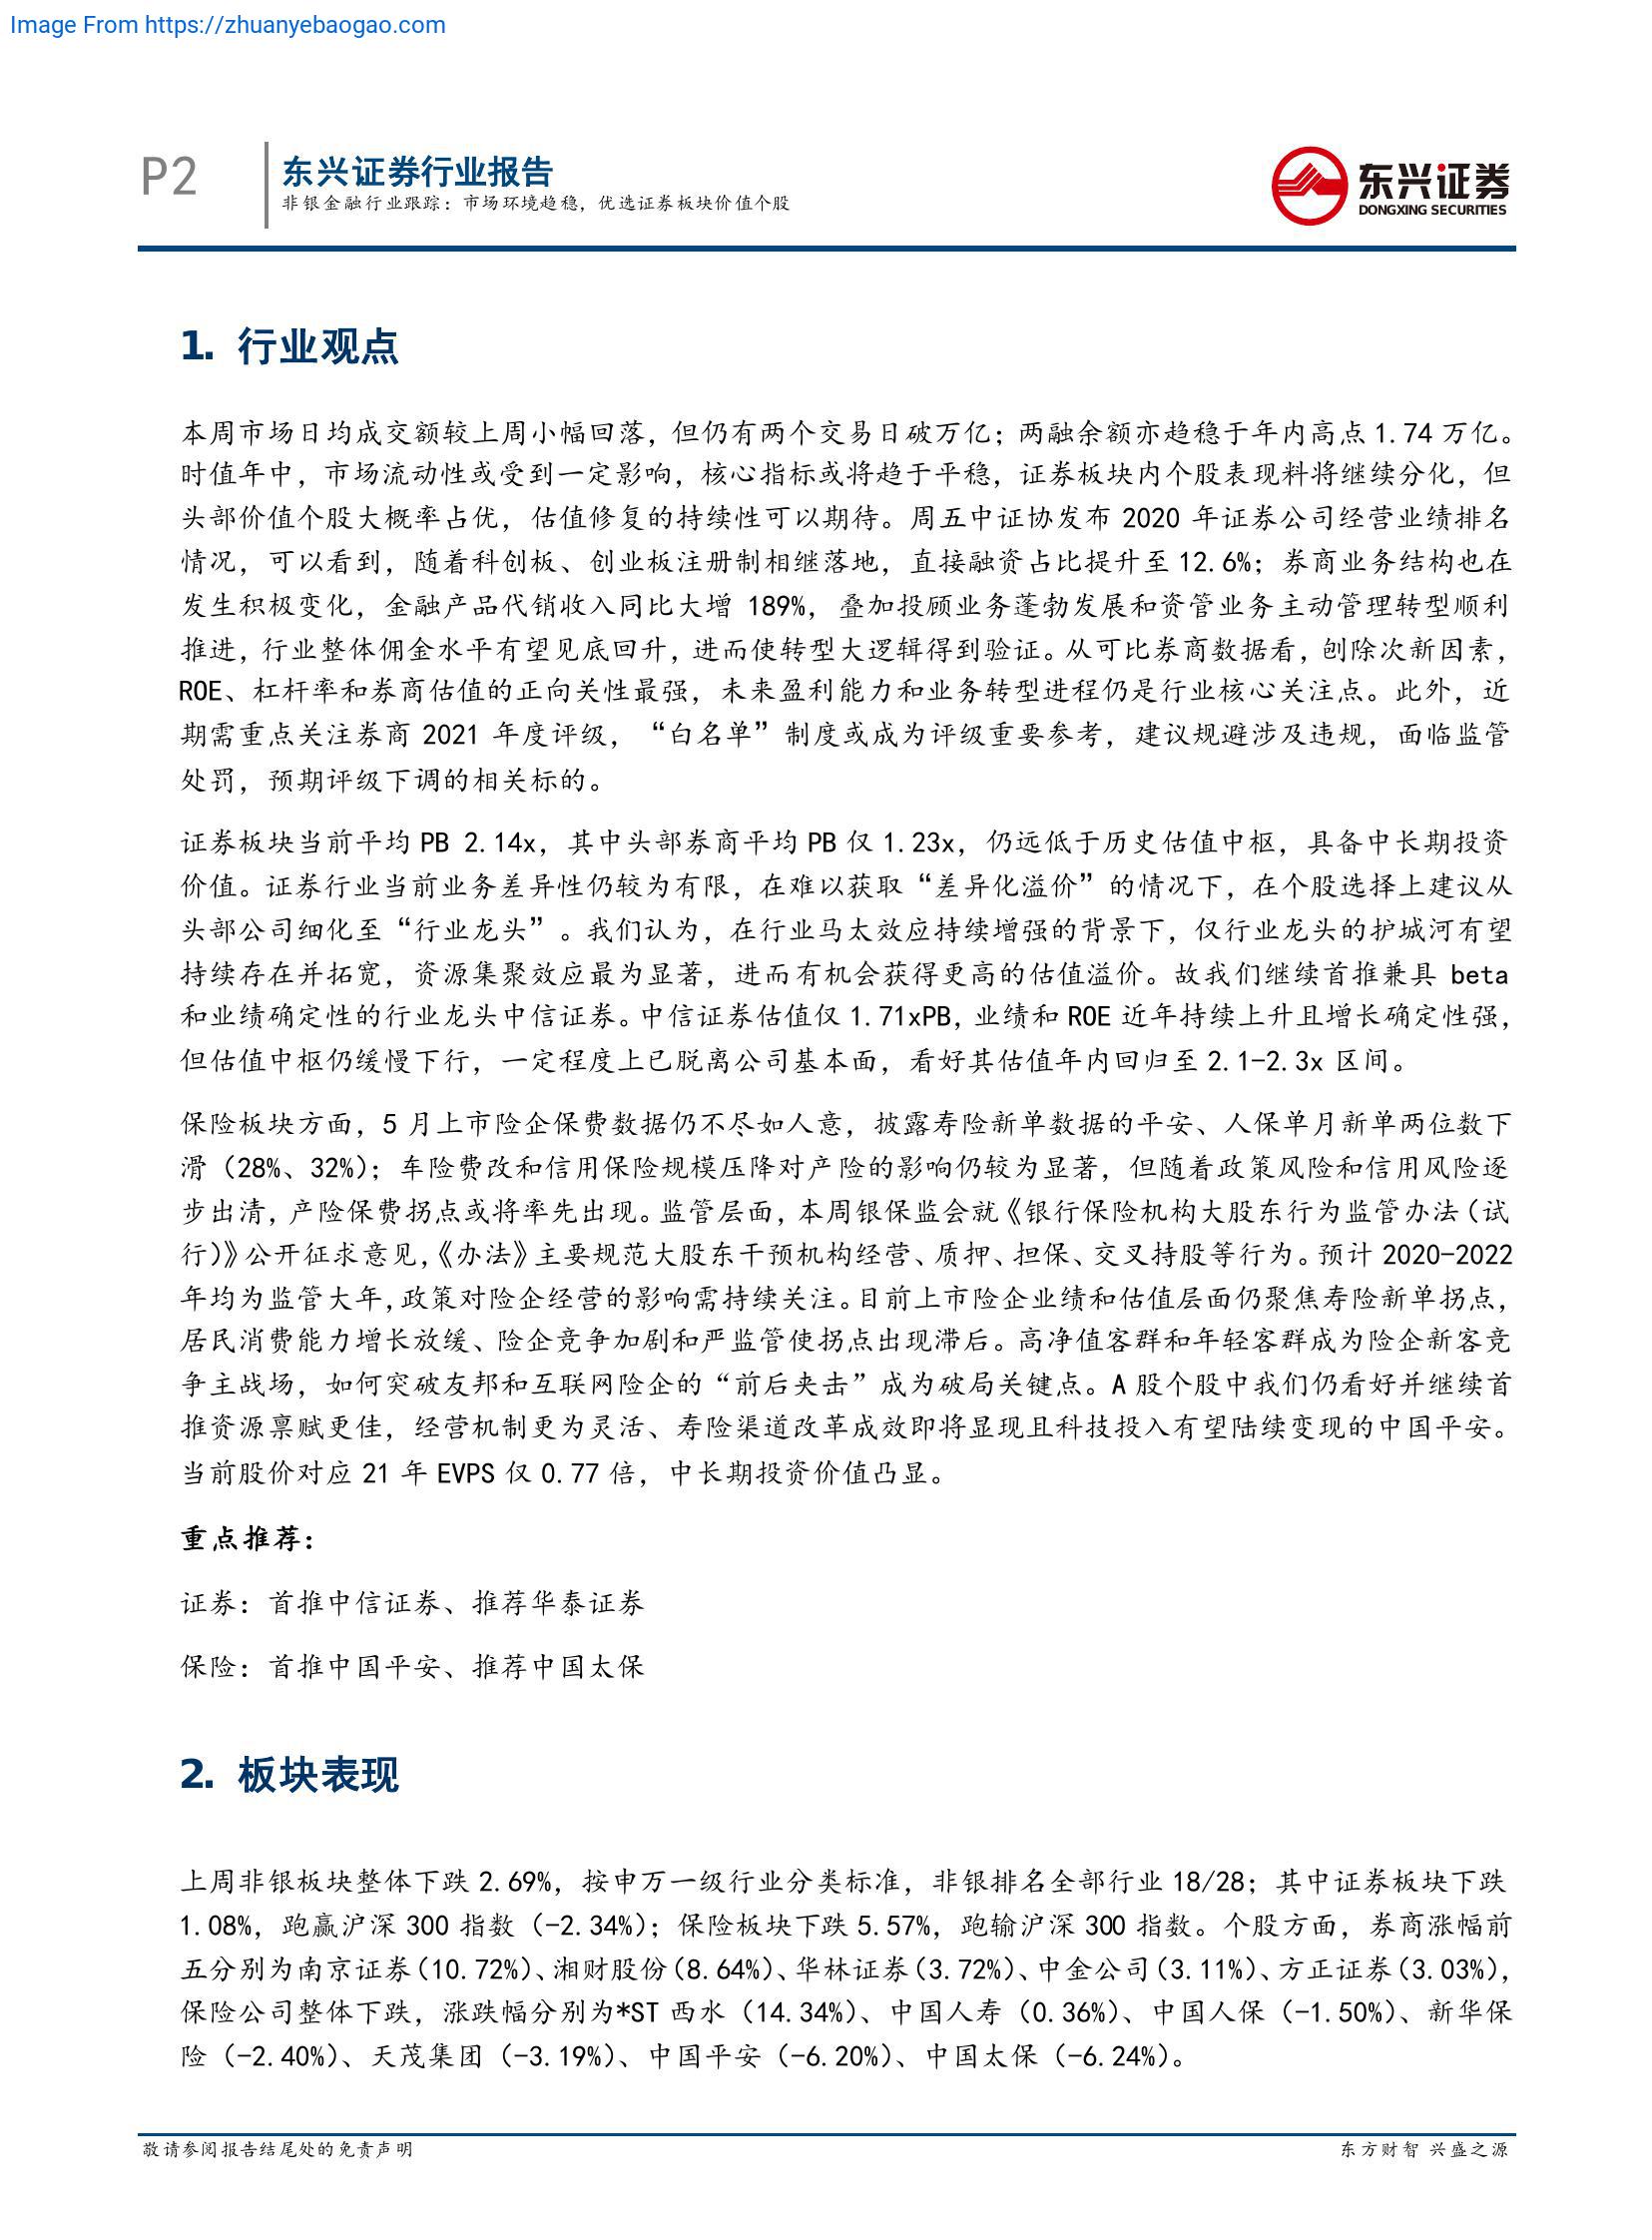 Image From https://zhuanyebaogao.com
P2
东兴证券行业报告
非银金融行业跟踪：市场环境趋稳，优选证券板块价值个股
东兴证券
DONGXING SECURITIES
1. 行业观点
本周市场日均成交额较上周小幅回落，但仍有两个交易日破万亿；两融余额亦趋稳于年内高点 1.74 万亿。
时值年中，市场流动性或受到一定影响，核心指标或将趋于平稳，证券板块内个股表现料将继续分化，但
头部价值个股大概率占优，估值修复的持续性可以期待。周五中证协发布 2020 年证券公司经营业绩排名
情况，可以看到，随着科创板、创业板注册制相继落地，直接融资占比提升至 12.6%；券商业务结构也在
发生积极变化，金融产品代销收入同比大增 189%，叠加投顾业务蓬勃发展和资管业务主动管理转型顺利
推进，行业整体佣金水平有望见底回升，进而使转型大逻辑得到验证。从可比券商数据看，刨除次新因素，
ROE、杠杆率和券商估值的正向关性最强，未来盈利能力和业务转型进程仍是行业核心关注点。此外，近
期需重点关注券商 2021 年度评级，“白名单”制度或成为评级重要参考，建议规避涉及违规，面临监管
处罚，预期评级下调的相关标的。
证券板块当前平均 PB 2.14x，其中头部券商平均 PB 仅 1.23x，仍远低于历史估值中枢，具备中长期投资
价值。证券行业当前业务差异性仍较为有限，在难以获取“差异化溢价”的情况下，在个股选择上建议从
头部公司细化至“行业龙头”。我们认为，在行业马太效应持续增强的背景下，仅行业龙头的护城河有望
持续存在并拓宽，资源集聚效应最为显著，进而有机会获得更高的估值溢价。故我们继续首推兼具 beta
和业绩确定性的行业龙头中信证券。中信证券估值仅 1.71xPB，业绩和 ROE 近年持续上升且增长确定性强，
但估值中枢仍缓慢下行，一定程度上已脱离公司基本面，看好其估值年内回归至 2.1-2.3x 区间。
保险板块方面，5 月上市险企保费数据仍不尽如人意，披露寿险新单数据的平安、人保单月新单两位数下
滑（28%、32%）；车险费改和信用保险规模压降对产险的影响仍较为显著，但随着政策风险和信用风险逐
步出清，产险保费拐点或将率先出现。监管层面，本周银保监会就《银行保险机构大股东行为监管办法（试
行）》公开征求意见，《办法》主要规范大股东干预机构经营、质押、担保、交叉持股等行为。预计 2020-2022
年均为监管大年，政策对险企经营的影响需持续关注。目前上市险企业绩和估值层面仍聚焦寿险新单拐点，
居民消费能力增长放缓、险企竞争加剧和严监管使拐点出现滞后。高净值客群和年轻客群成为险企新客竞
争主战场，如何突破友邦和互联网险企的“前后夹击”成为破局关键点。A 股个股中我们仍看好并继续首
推资源禀赋更佳，经营机制更为灵活、寿险渠道改革成效即将显现且科技投入有望陆续变现的中国平安。
当前股价对应 21 年 EVPS 仅 0.77 倍，中长期投资价值凸显。
重点推荐：
证券：首推中信证券、推荐华泰证券
保险：首推中国平安、推荐中国太保
2. 板块表现
上周非银板块整体下跌 2.69%，按申万一级行业分类标准，非银排名全部行业 18/28；其中证券板块下跌
1.08%，跑赢沪深 300 指数（-2.34%）；保险板块下跌 5.57%，跑输沪深 300 指数。个股方面，券商涨幅前
五分别为南京证券（10.72%）、湘财股份（8.64%）、华林证券（3.72%）、中金公司（3.11%）、方正证券（3.03%），
保险公司整体下跌，涨跌幅分别为*ST 西水（14.34%）、中国人寿（0.36%）、中国人保（-1.50%）、新华保
险（-2.40%）、天茂集团（-3.19%）、中国平安（-6.20%）、中国太保（-6.24%）。
敬请参阅报告结尾处的免责声明
东方财智 兴盛之源